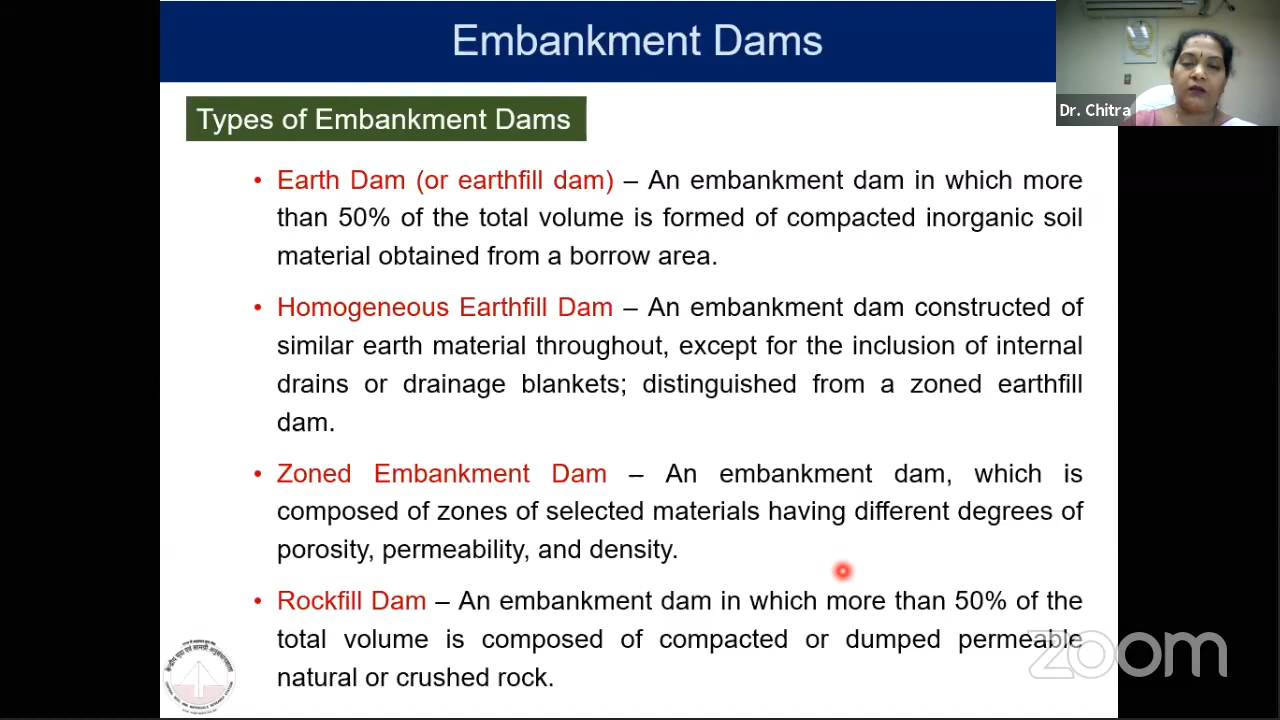 Embankment Dams
Dr. Chitra
Types of Embankment Dams
• Earth Dam (or earthfill dam) – An embankment dam in which more
than 50% of the total volume is formed of compacted inorganic soil
material obtained from a borrow area.
• Homogeneous Earthfill Dam – An embankment dam constructed of
similar earth material throughout, except for the inclusion of internal
drains or drainage blankets; distinguished from a zoned earthfill
dam.
• Zoned Embankment Dam – An embankment dam, which is
composed of zones of selected materials having different degrees of
porosity, permeability, and density.
• Rockfill Dam – An embankment dam in which more than 50% of the
total volume is composed of compacted or dumped permeable
natural or crushed rock.
zoom